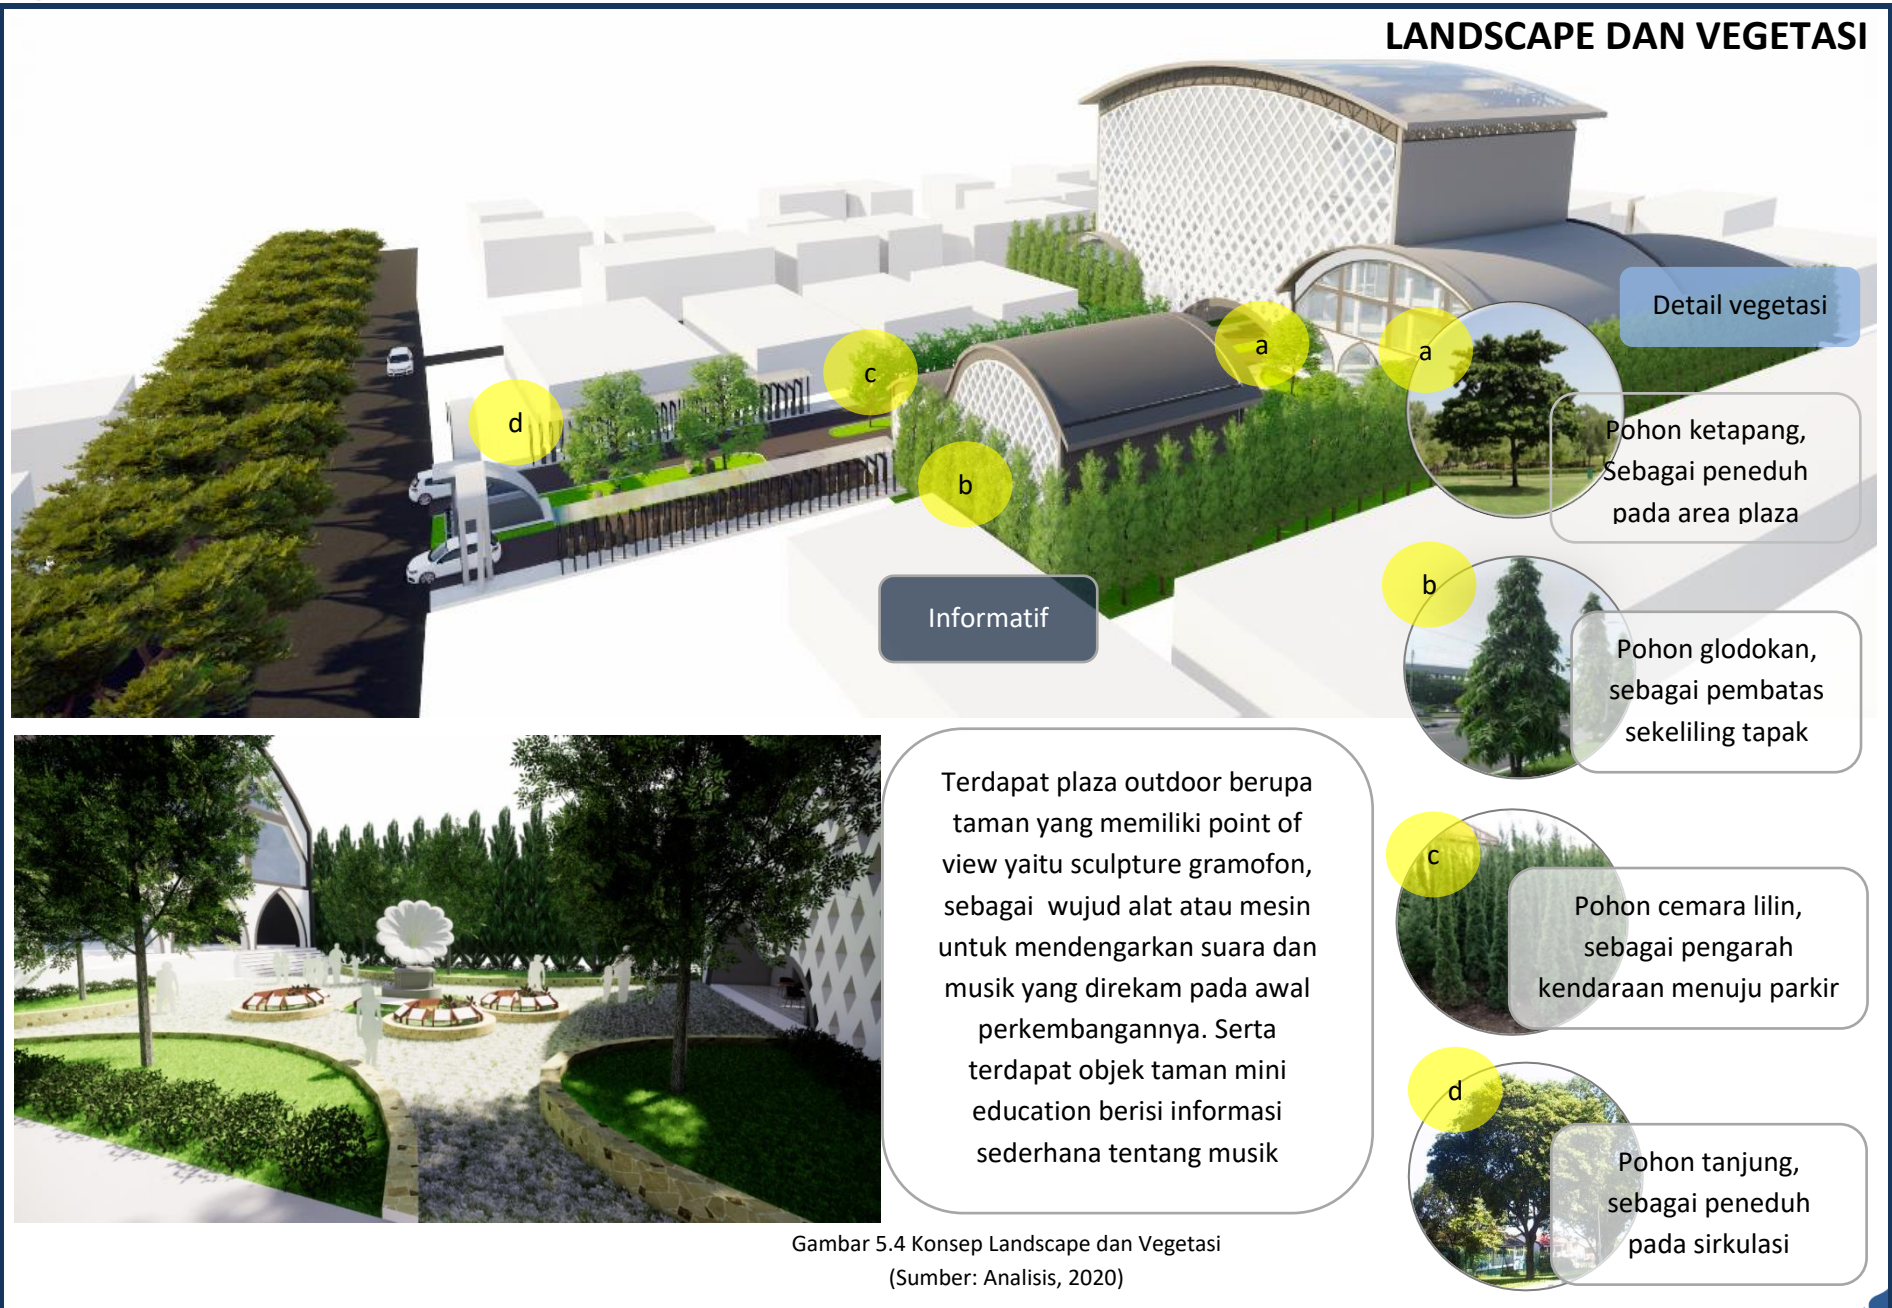 LANDSCAPE DAN VEGETASI
Detail vegetasi
a
a
c
d
b
Pohon ketapang,
Sebagai peneduh
pada area plaza
Informatif
b
Pohon glodokan,
sebagai pembatas
sekeliling tapak
Terdapat plaza outdoor berupa
taman yang memiliki point of
view yaitu sculpture gramofon,
sebagai wujud alat atau mesin
untuk mendengarkan suara dan
musik yang direkam pada awal
perkembangannya. Serta
terdapat objek taman mini
education berisi informasi
sederhana tentang musik
c
Pohon cemara lilin,
sebagai pengarah
kendaraan menuju parkir
d
Pohon tanjung,
sebagai peneduh
pada sirkulasi
Gambar 5.4 Konsep Landscape dan Vegetasi
(Sumber: Analisis, 2020)